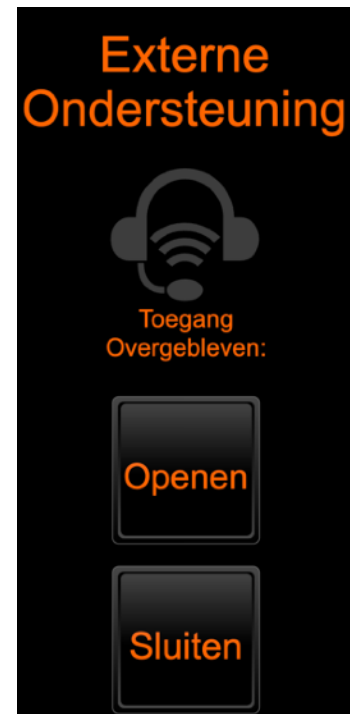 Externe
Ondersteuning
Toegang
Overgebleven:
Openen
Sluiten